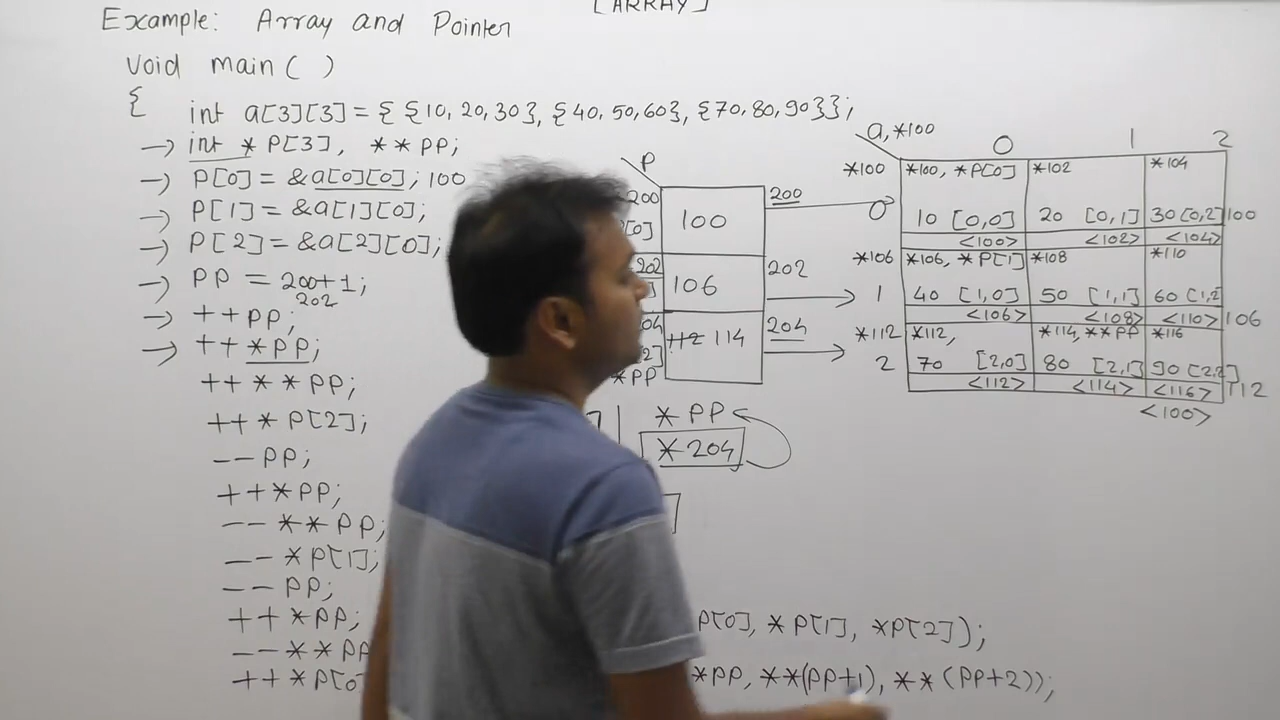 [ARRAY]
Example: Array and Pointer
void main( )
{
int a[3][3] = { {10, 20, 30}, {40, 50, 60}, {70, 80, 90}};
→ int *P[3], **PP;
→ P[0] = &a[0][0]; 100
→ P[1] = &a[1][0];
→ P[2] = &a[2][0];
→ PP = 200+1;
202
→ ++PP;
→ ++*PP;
++**PP;
++*P[2];
--PP;
++*PP;
--**PP;
--*P[1];
--PP;
++*PP;
--**PP
++*P[0
P
200 100 200
0]
202 106 202
04 112 114 204
2]
*PP
*PP
*204
a, *100
0 1 2
*100 *100, *P[0] *102 *104
0 10 [0,0] 20 [0,1] 30 [0,2] 100
<100> <102> <104>
*106 *106, *P[1] *108 *110
1 40 [1,0] 50 [1,1] 60 [1,2
<106> <108> <110> 106
*112 *112, *114, **PP *116
2 70 [2,0] 80 [2,1] 90 [2,2]
<112> <114> <116> 112
<100>
P[0], *P[1], *P[2]);
*PP, **(PP+1), **(PP+2));